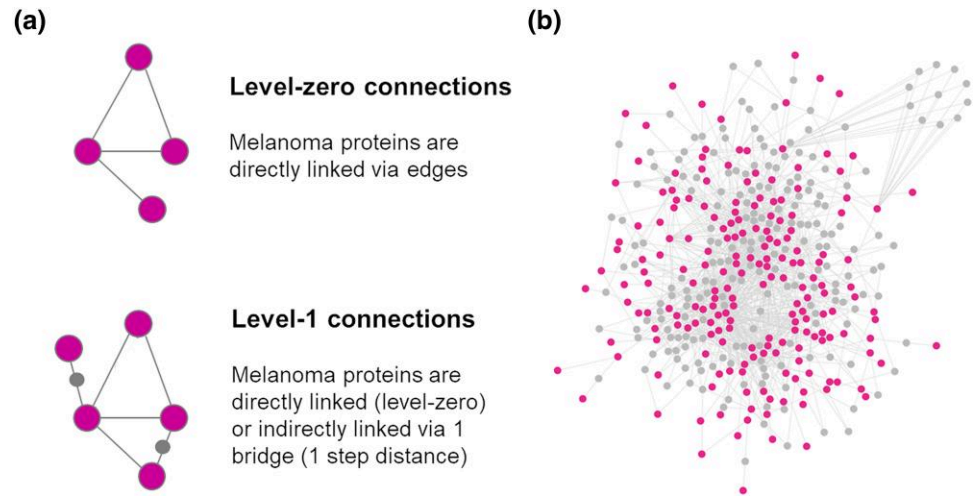 (a)
Level-zero connections
Melanoma proteins are
directly linked via edges
Level-1 connections
Melanoma proteins are
directly linked (level-zero)
or indirectly linked via 1
bridge (1 step distance)
(b)